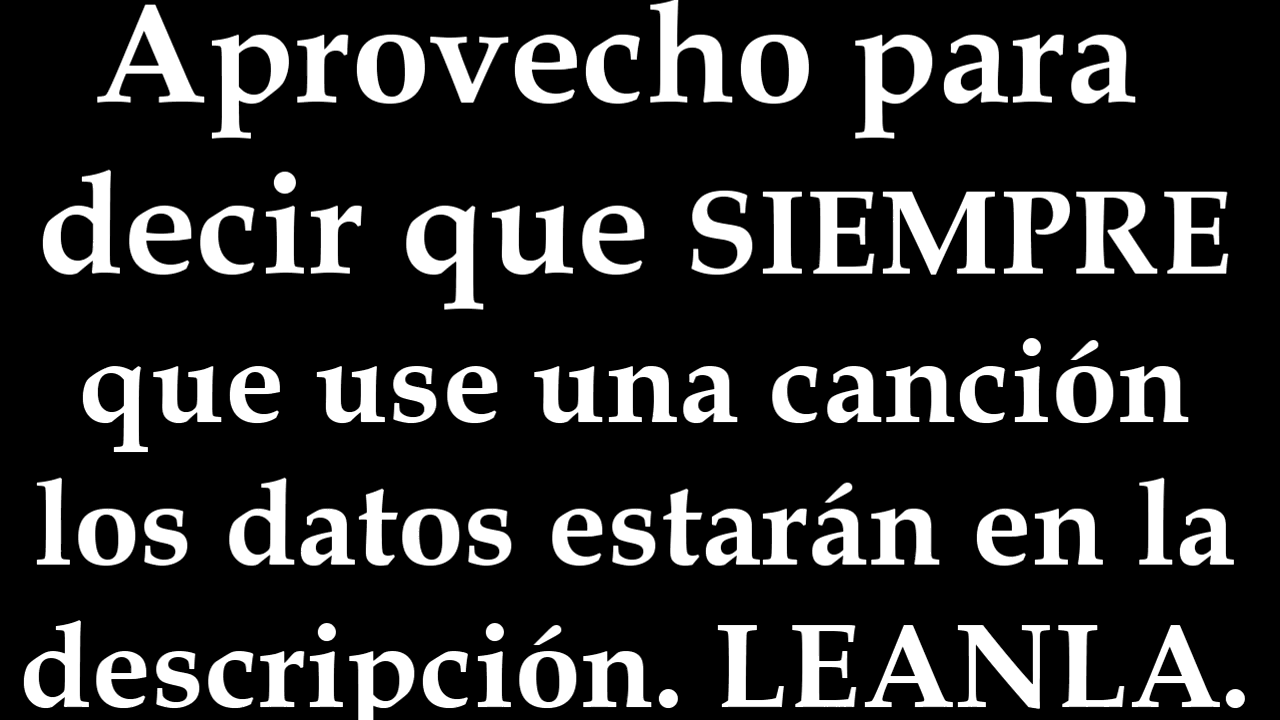 Aprovecho para
decir que SIEMPRE
que use una canción
los datos estarán en la
descripción. LEANLA.